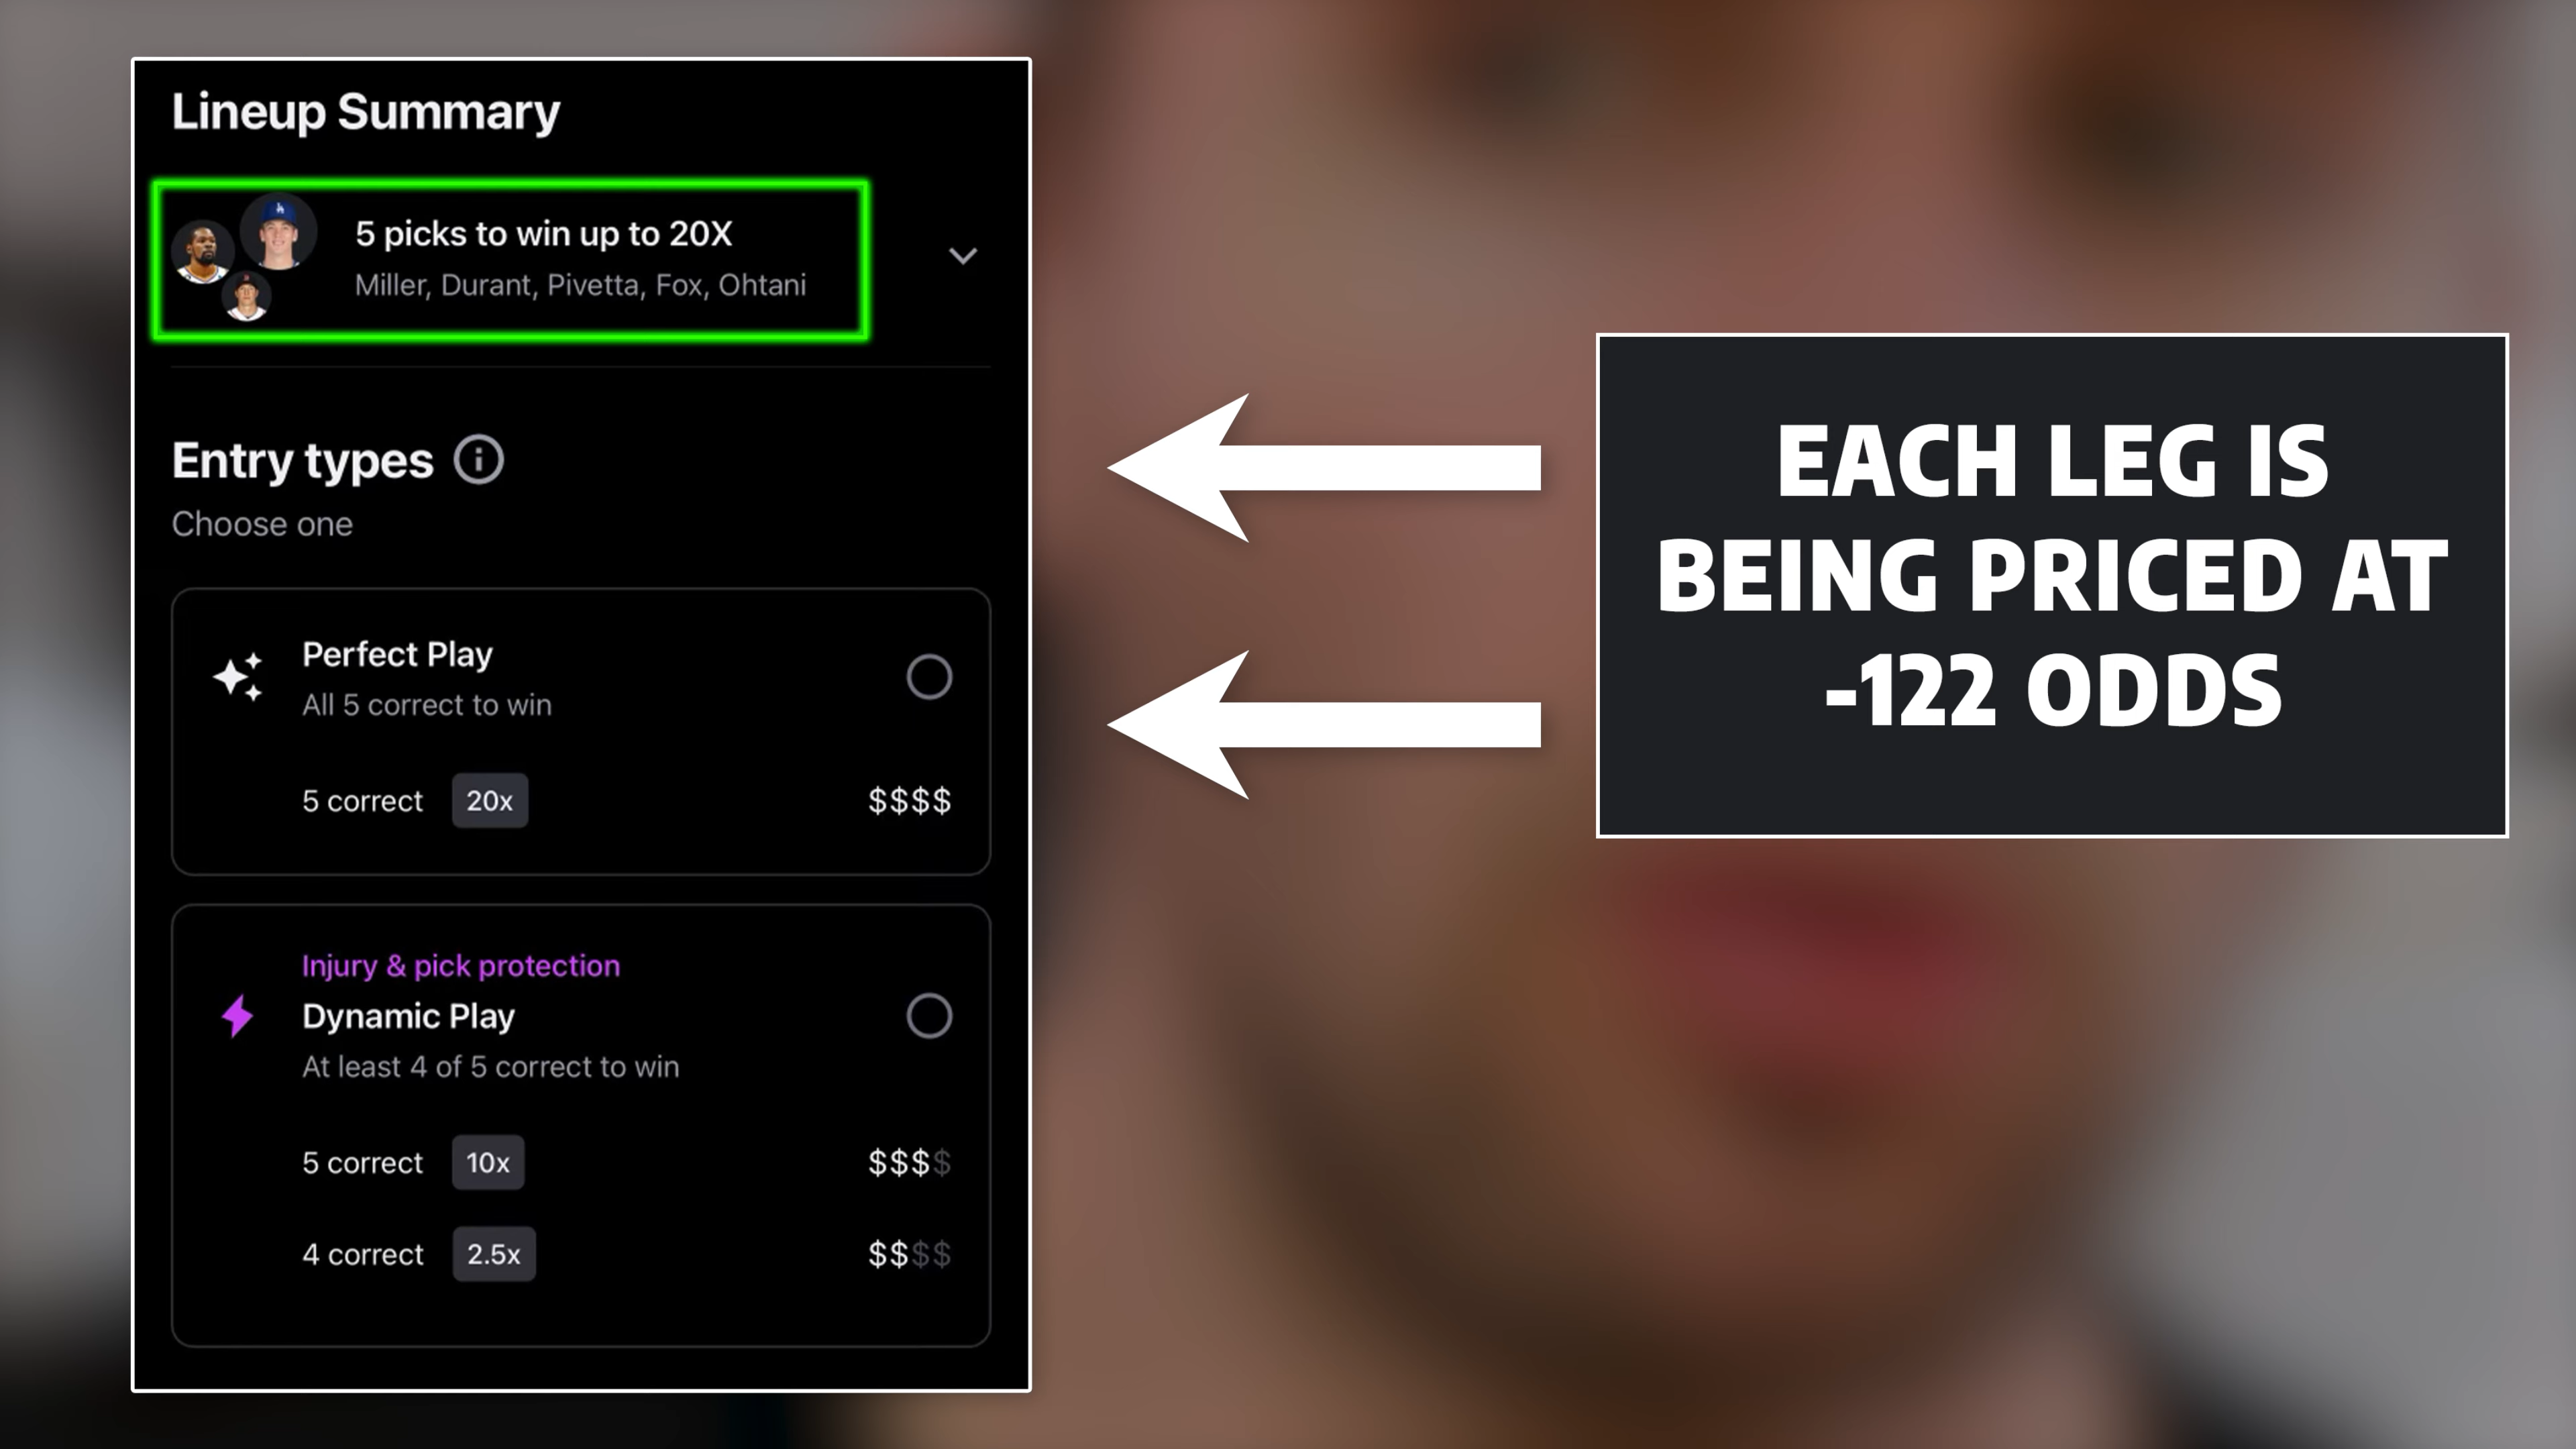 Lineup Summary
5 picks to win up to 20X
Miller, Durant, Pivetta, Fox, Ohtani
Entry types
Choose one
Perfect Play
All 5 correct to win
5 correct 20x $$$$
Injury & pick protection
Dynamic Play
At least 4 of 5 correct to win
5 correct 10x $$$$
4 correct 2.5x $$$$
EACH LEG IS
BEING PRICED AT
-122 ODDS